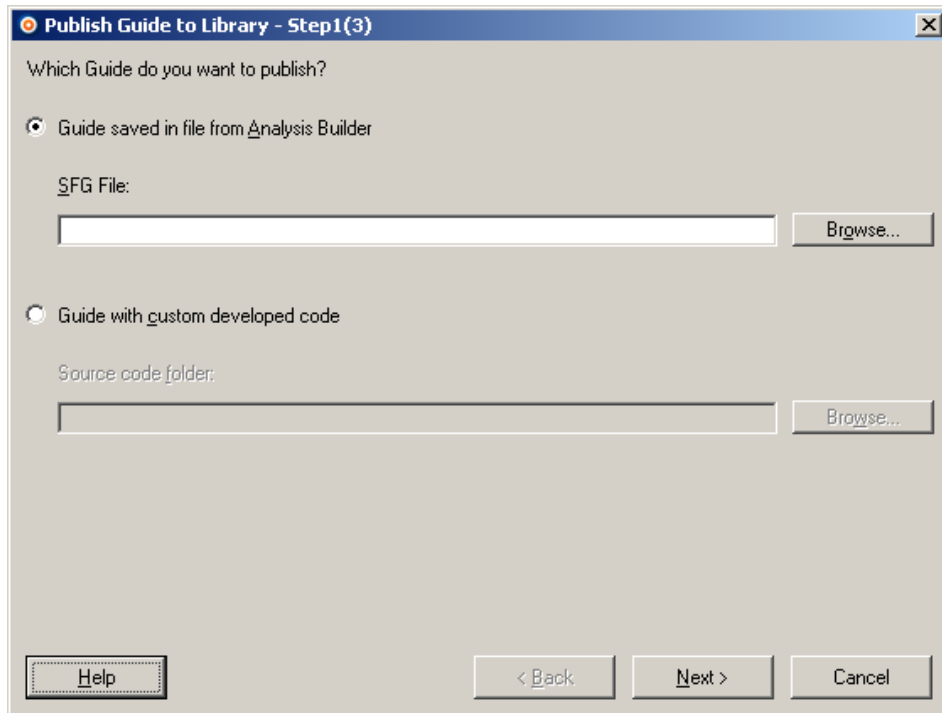 Publish Guide to Library - Step1(3)
Which Guide do you want to publish?
Guide saved in file from Analysis Builder
SFG File:
Browse...
Guide with custom developed code
Source code folder:
Browse...
Help
< Back
Next >
Cancel